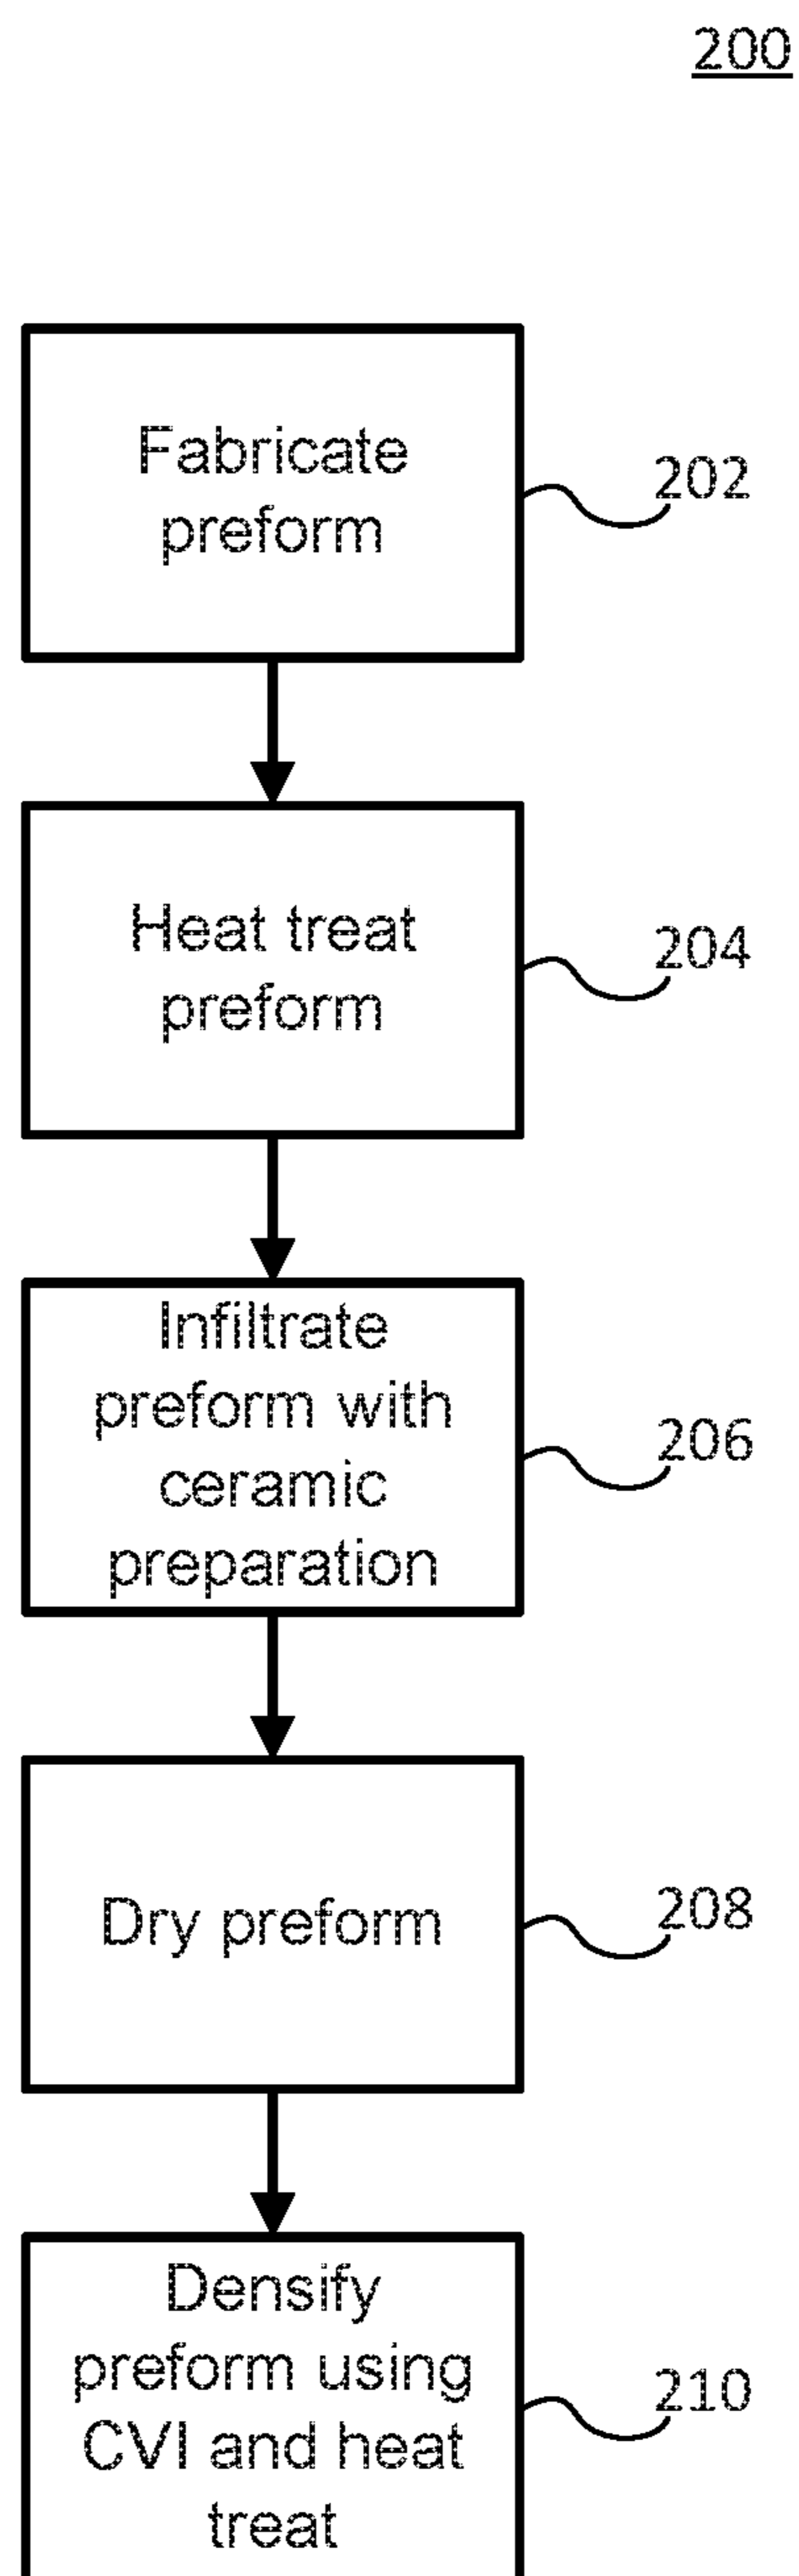 200
Fabricate
preform
202
Heat treat
preform
204
Infiltrate
preform with
ceramic
preparation
206
Dry preform
208
Densify
preform using
CVI and heat
treat
210